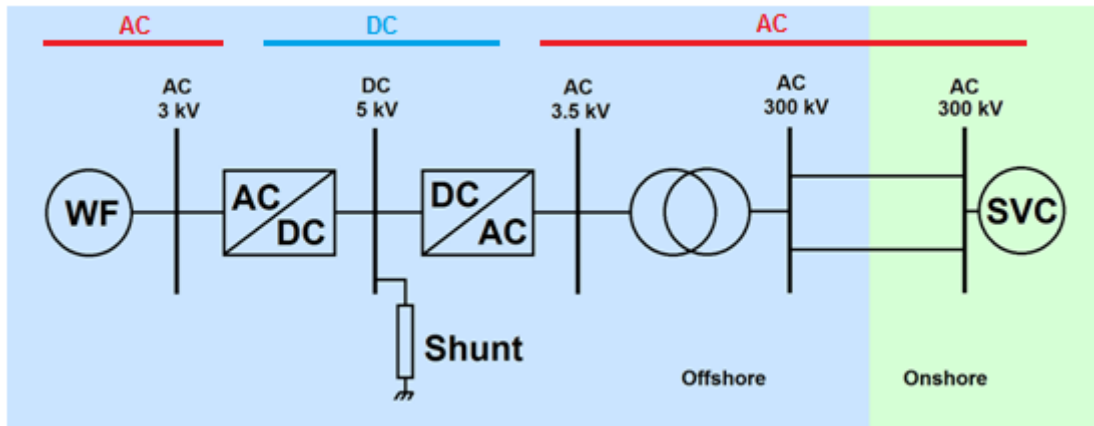 AC
DC
AC
AC
3 kV
DC
5 kV
AC
3.5 kV
AC
300 kV
AC
300 kV
WF
AC
DC
DC
AC
SVC
Shunt
Offshore
Onshore